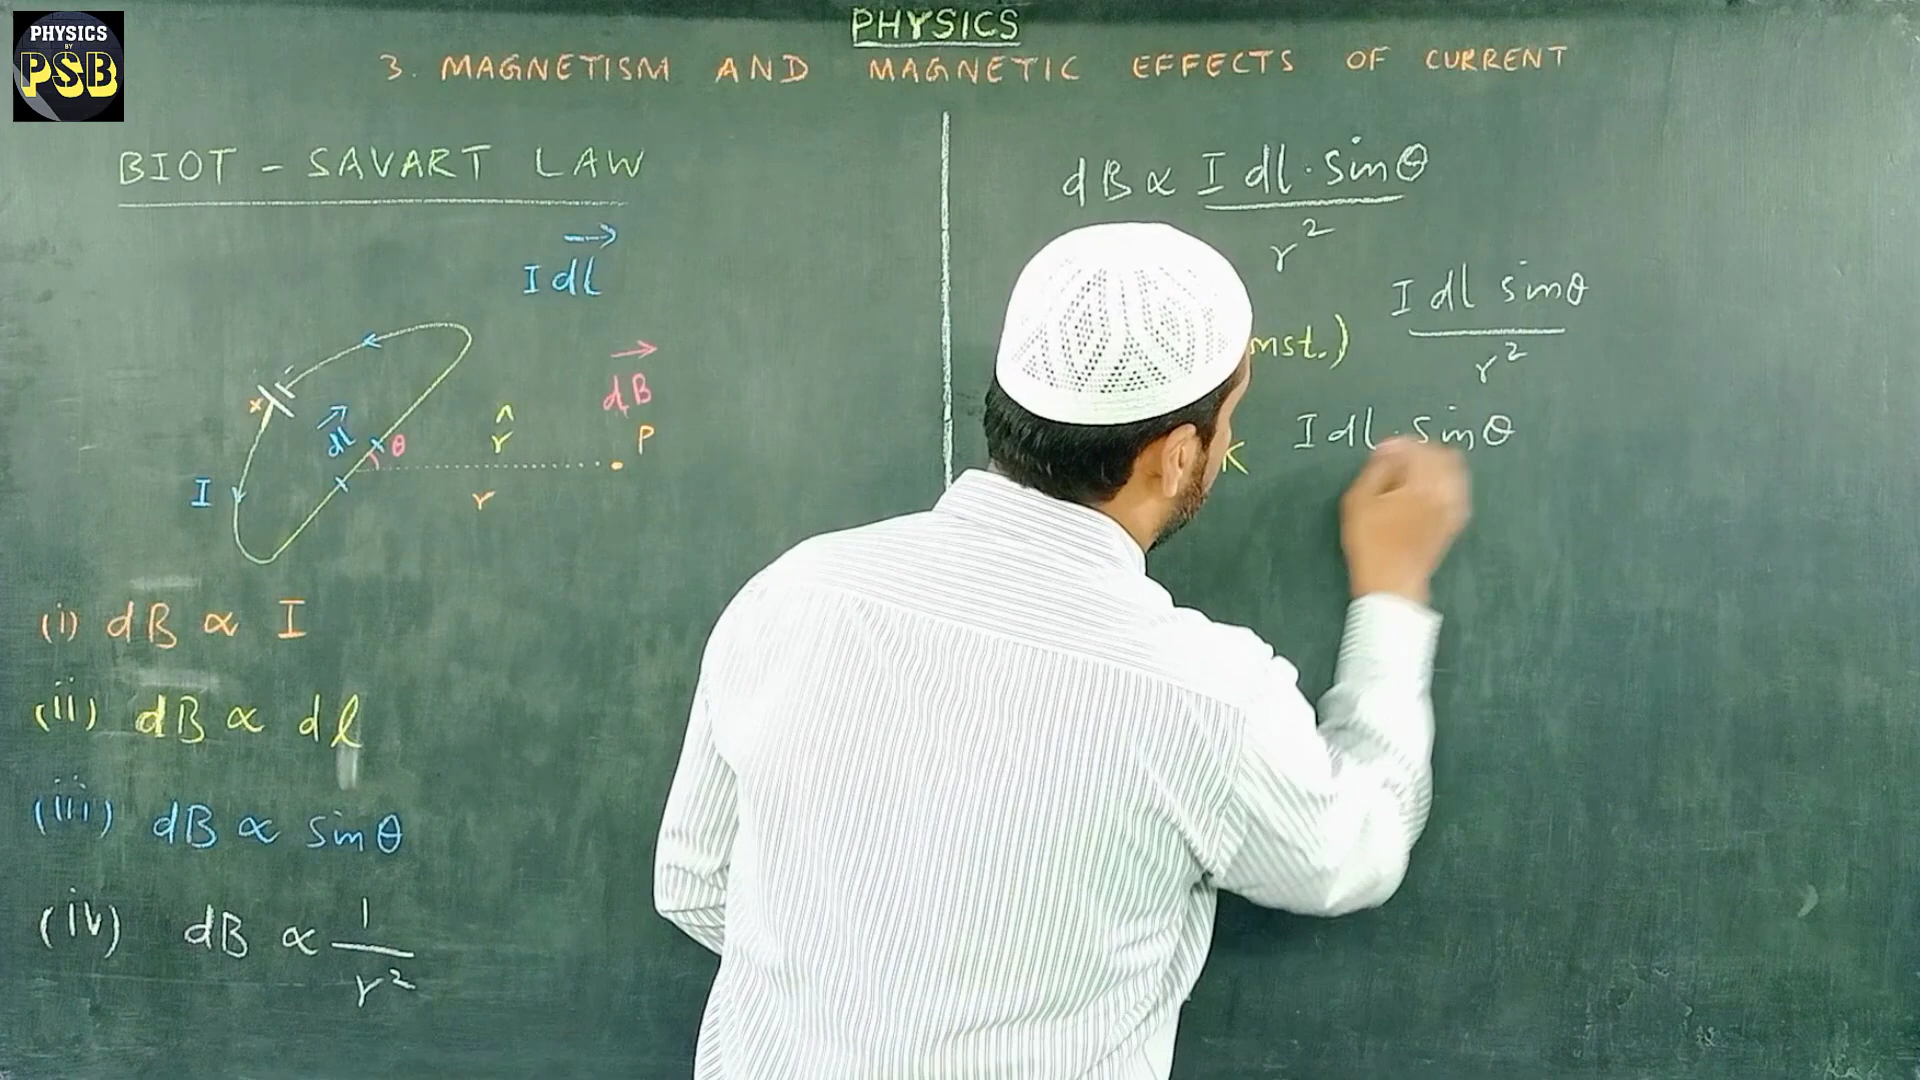 PHYSICS
BY
PSB
PHYSICS
3. MAGNETISM AND MAGNETIC EFFECTS OF CURRENT
BIOT - SAVART LAW
I dl
dB
dl
θ
r̂
P
I
r
(i) dB ∝ I
(ii) dB ∝ dl
(iii) dB ∝ sinθ
(iv) dB ∝ 1
r²
dB ∝ I dl · sinθ
r²
nst.) I dl sinθ
r²
K I dl · sinθ